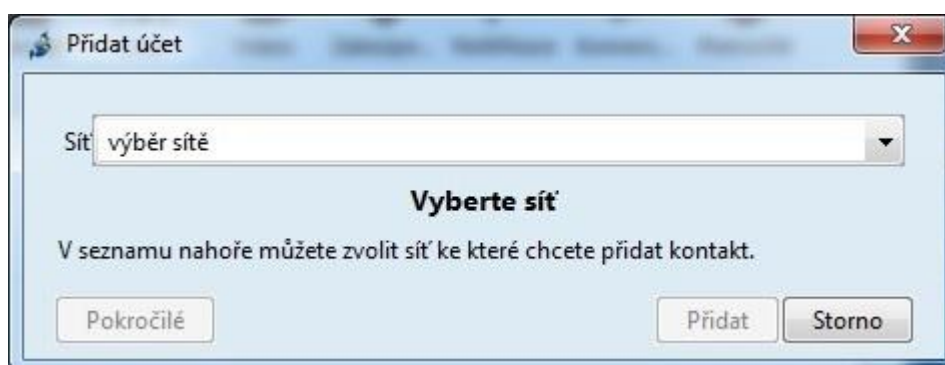 Přidat účet
Síť výběr sítě
Vyberte síť
V seznamu nahoře můžete zvolit síť ke které chcete přidat kontakt.
Pokročilé Přidat Storno